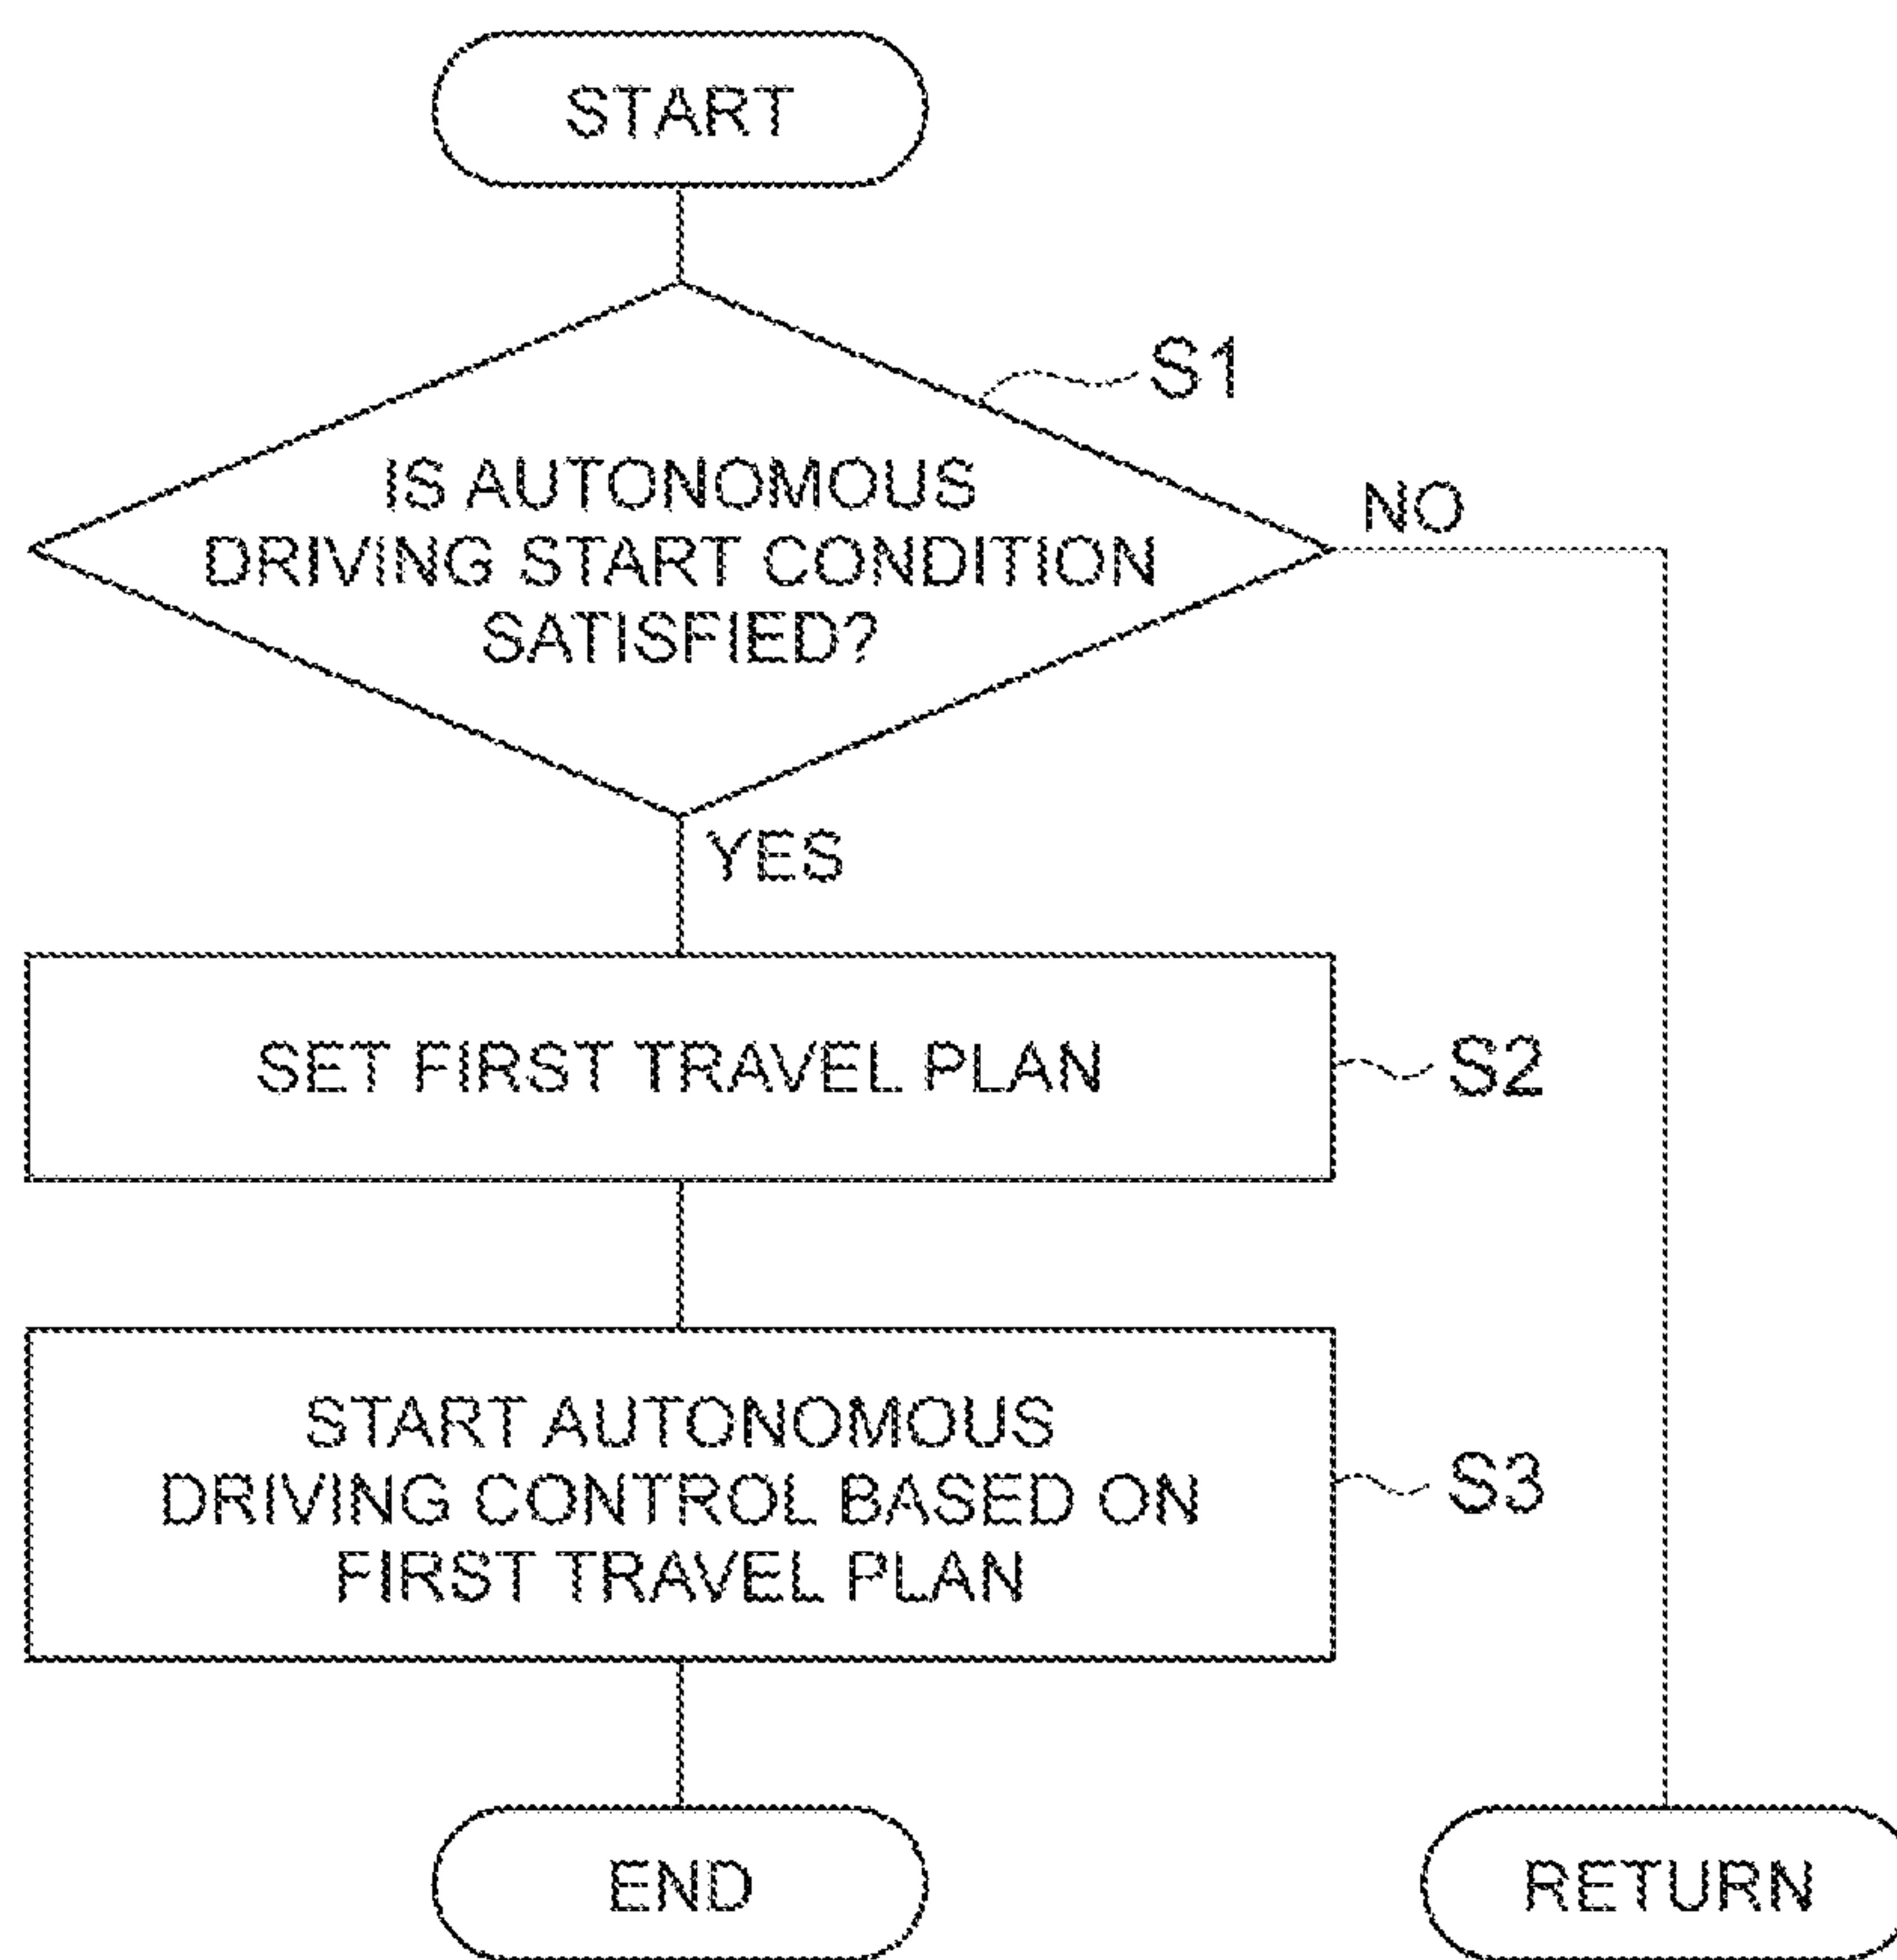 START
S1
IS AUTONOMOUS
DRIVING START CONDITION
SATISFIED?
NO
YES
SET FIRST TRAVEL PLAN
S2
START AUTONOMOUS
DRIVING CONTROL BASED ON
FIRST TRAVEL PLAN
S3
END
RETURN